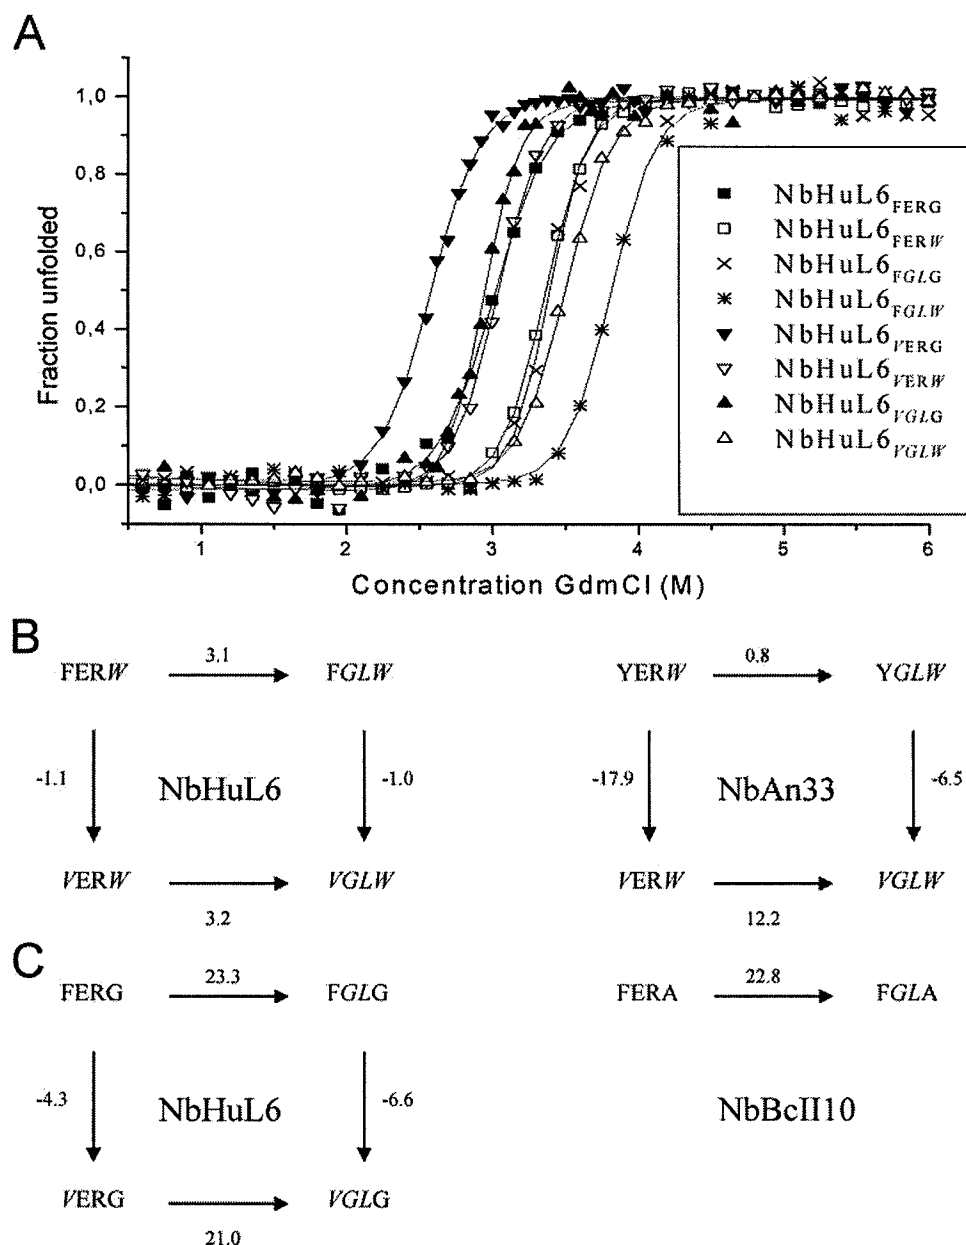 A
1,0
0,8
0,6
0,4
0,2
0,0
Fraction unfolded
1 2 3 4 5 6
Concentration GdmCl (M)
NbHuL6FERG
NbHuL6FERW
NbHuL6FGLG
NbHuL6FGLW
NbHuL6VERG
NbHuL6VERW
NbHuL6VGLG
NbHuL6VGLW
B
FERW 3.1 FGLW
-1.1 NbHuL6 -1.0
VERW 3.2 VGLW
YERW 0.8 YGLW
-17.9 NbAn33 -6.5
VERW 12.2 VGLW
C
FERG 23.3 FGLG
-4.3 NbHuL6 -6.6
VERG 21.0 VGLG
FERA 22.8 FGLA
NbBcII10